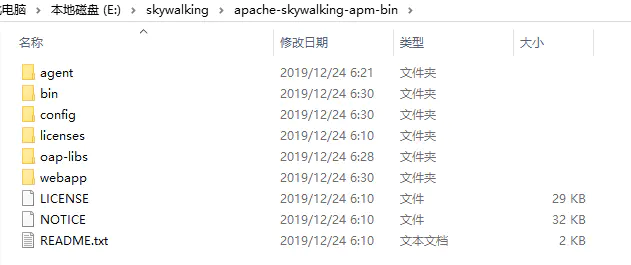 电脑 › 本地磁盘 (E:) › skywalking › apache-skywalking-apm-bin ›
名称 修改日期 类型 大小
agent 2019/12/24 6:21 文件夹
bin 2019/12/24 6:30 文件夹
config 2019/12/24 6:30 文件夹
licenses 2019/12/24 6:10 文件夹
oap-libs 2019/12/24 6:28 文件夹
webapp 2019/12/24 6:30 文件夹
LICENSE 2019/12/24 6:10 文件 29 KB
NOTICE 2019/12/24 6:10 文件 32 KB
README.txt 2019/12/24 6:10 文本文档 2 KB